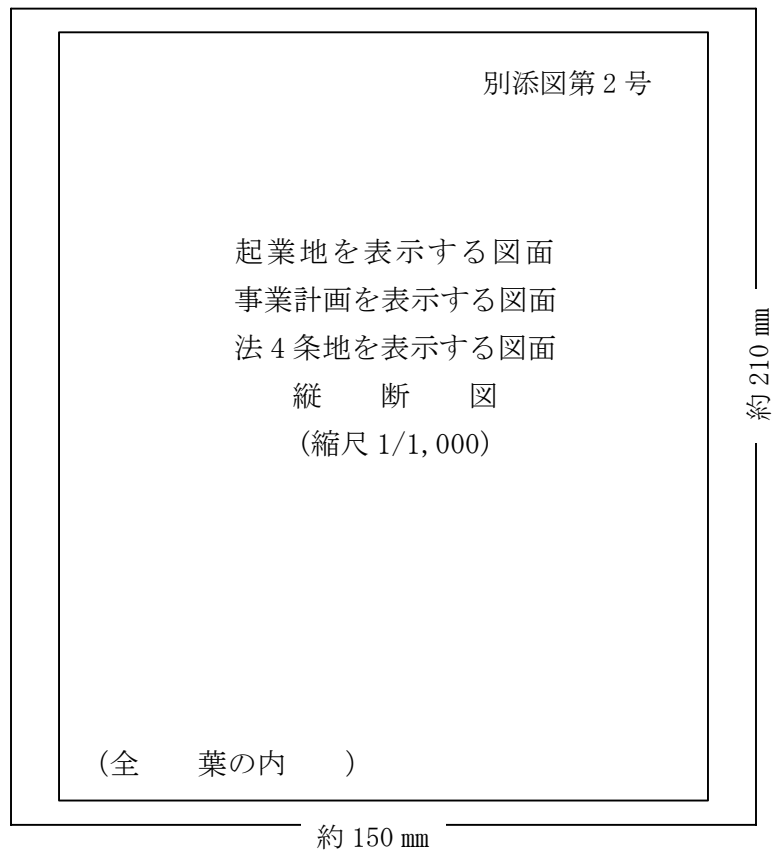 別添図第2号
起業地を表示する図面
事業計画を表示する図面
法4条地を表示する図面
縦　断　図
(縮尺 1/1,000)
約 210 ㎜
(全　　葉の内　　)
約 150 ㎜